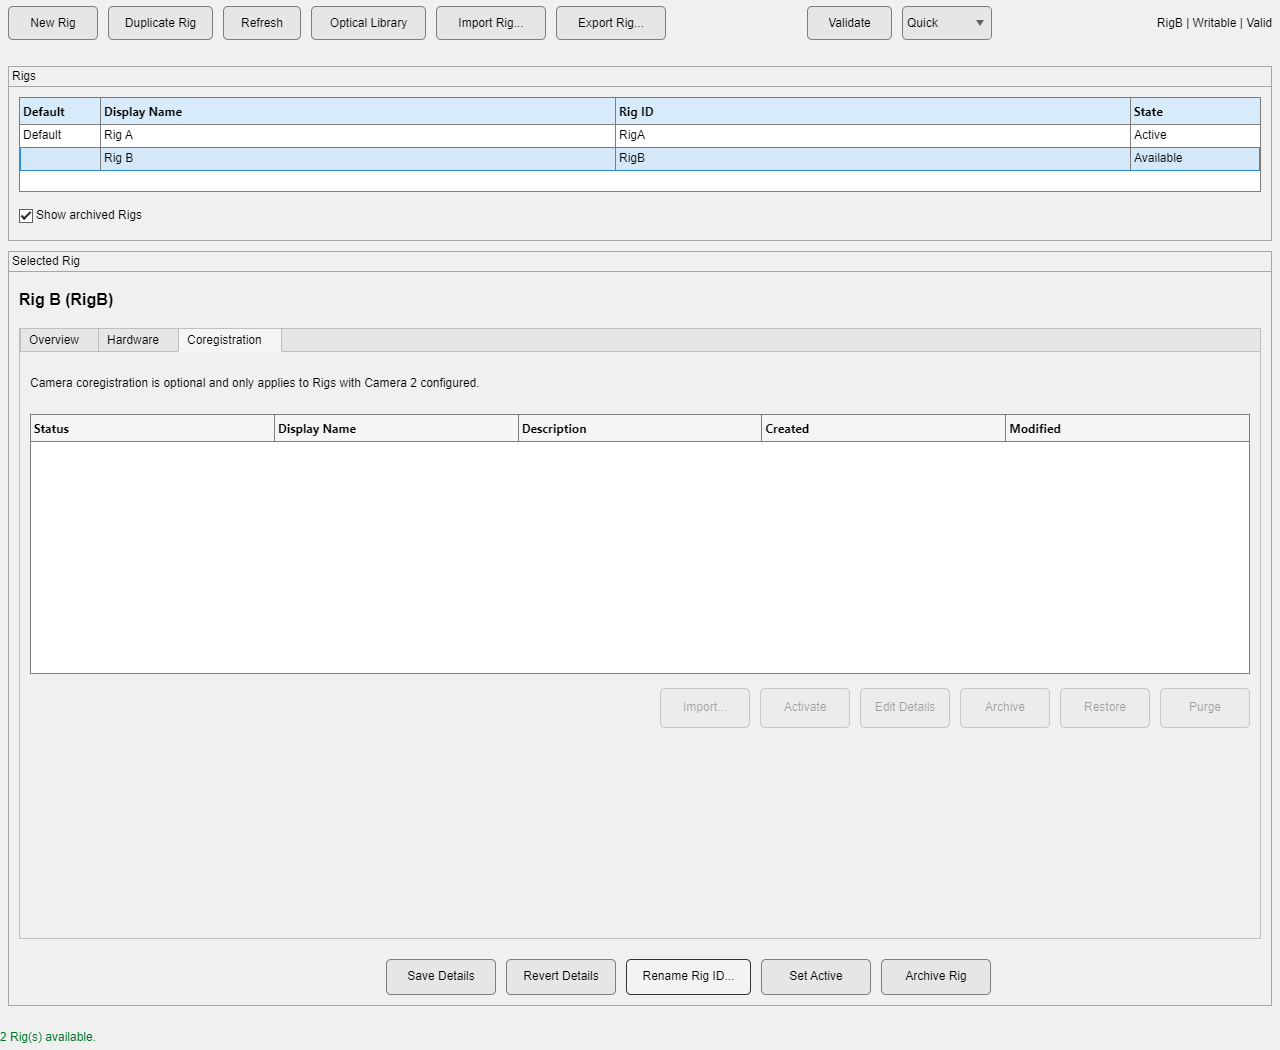 New Rig
Duplicate Rig
Refresh
Optical Library
Import Rig...
Export Rig...
Validate
Quick
RigB | Writable | Valid
Rigs
Default Display Name Rig ID State
Default Rig A RigA Active
Rig B RigB Available
Show archived Rigs
Selected Rig
Rig B (RigB)
Overview Hardware Coregistration
Camera coregistration is optional and only applies to Rigs with Camera 2 configured.
Status Display Name Description Created Modified
Import... Activate Edit Details Archive Restore Purge
Save Details Revert Details Rename Rig ID... Set Active Archive Rig
2 Rig(s) available.